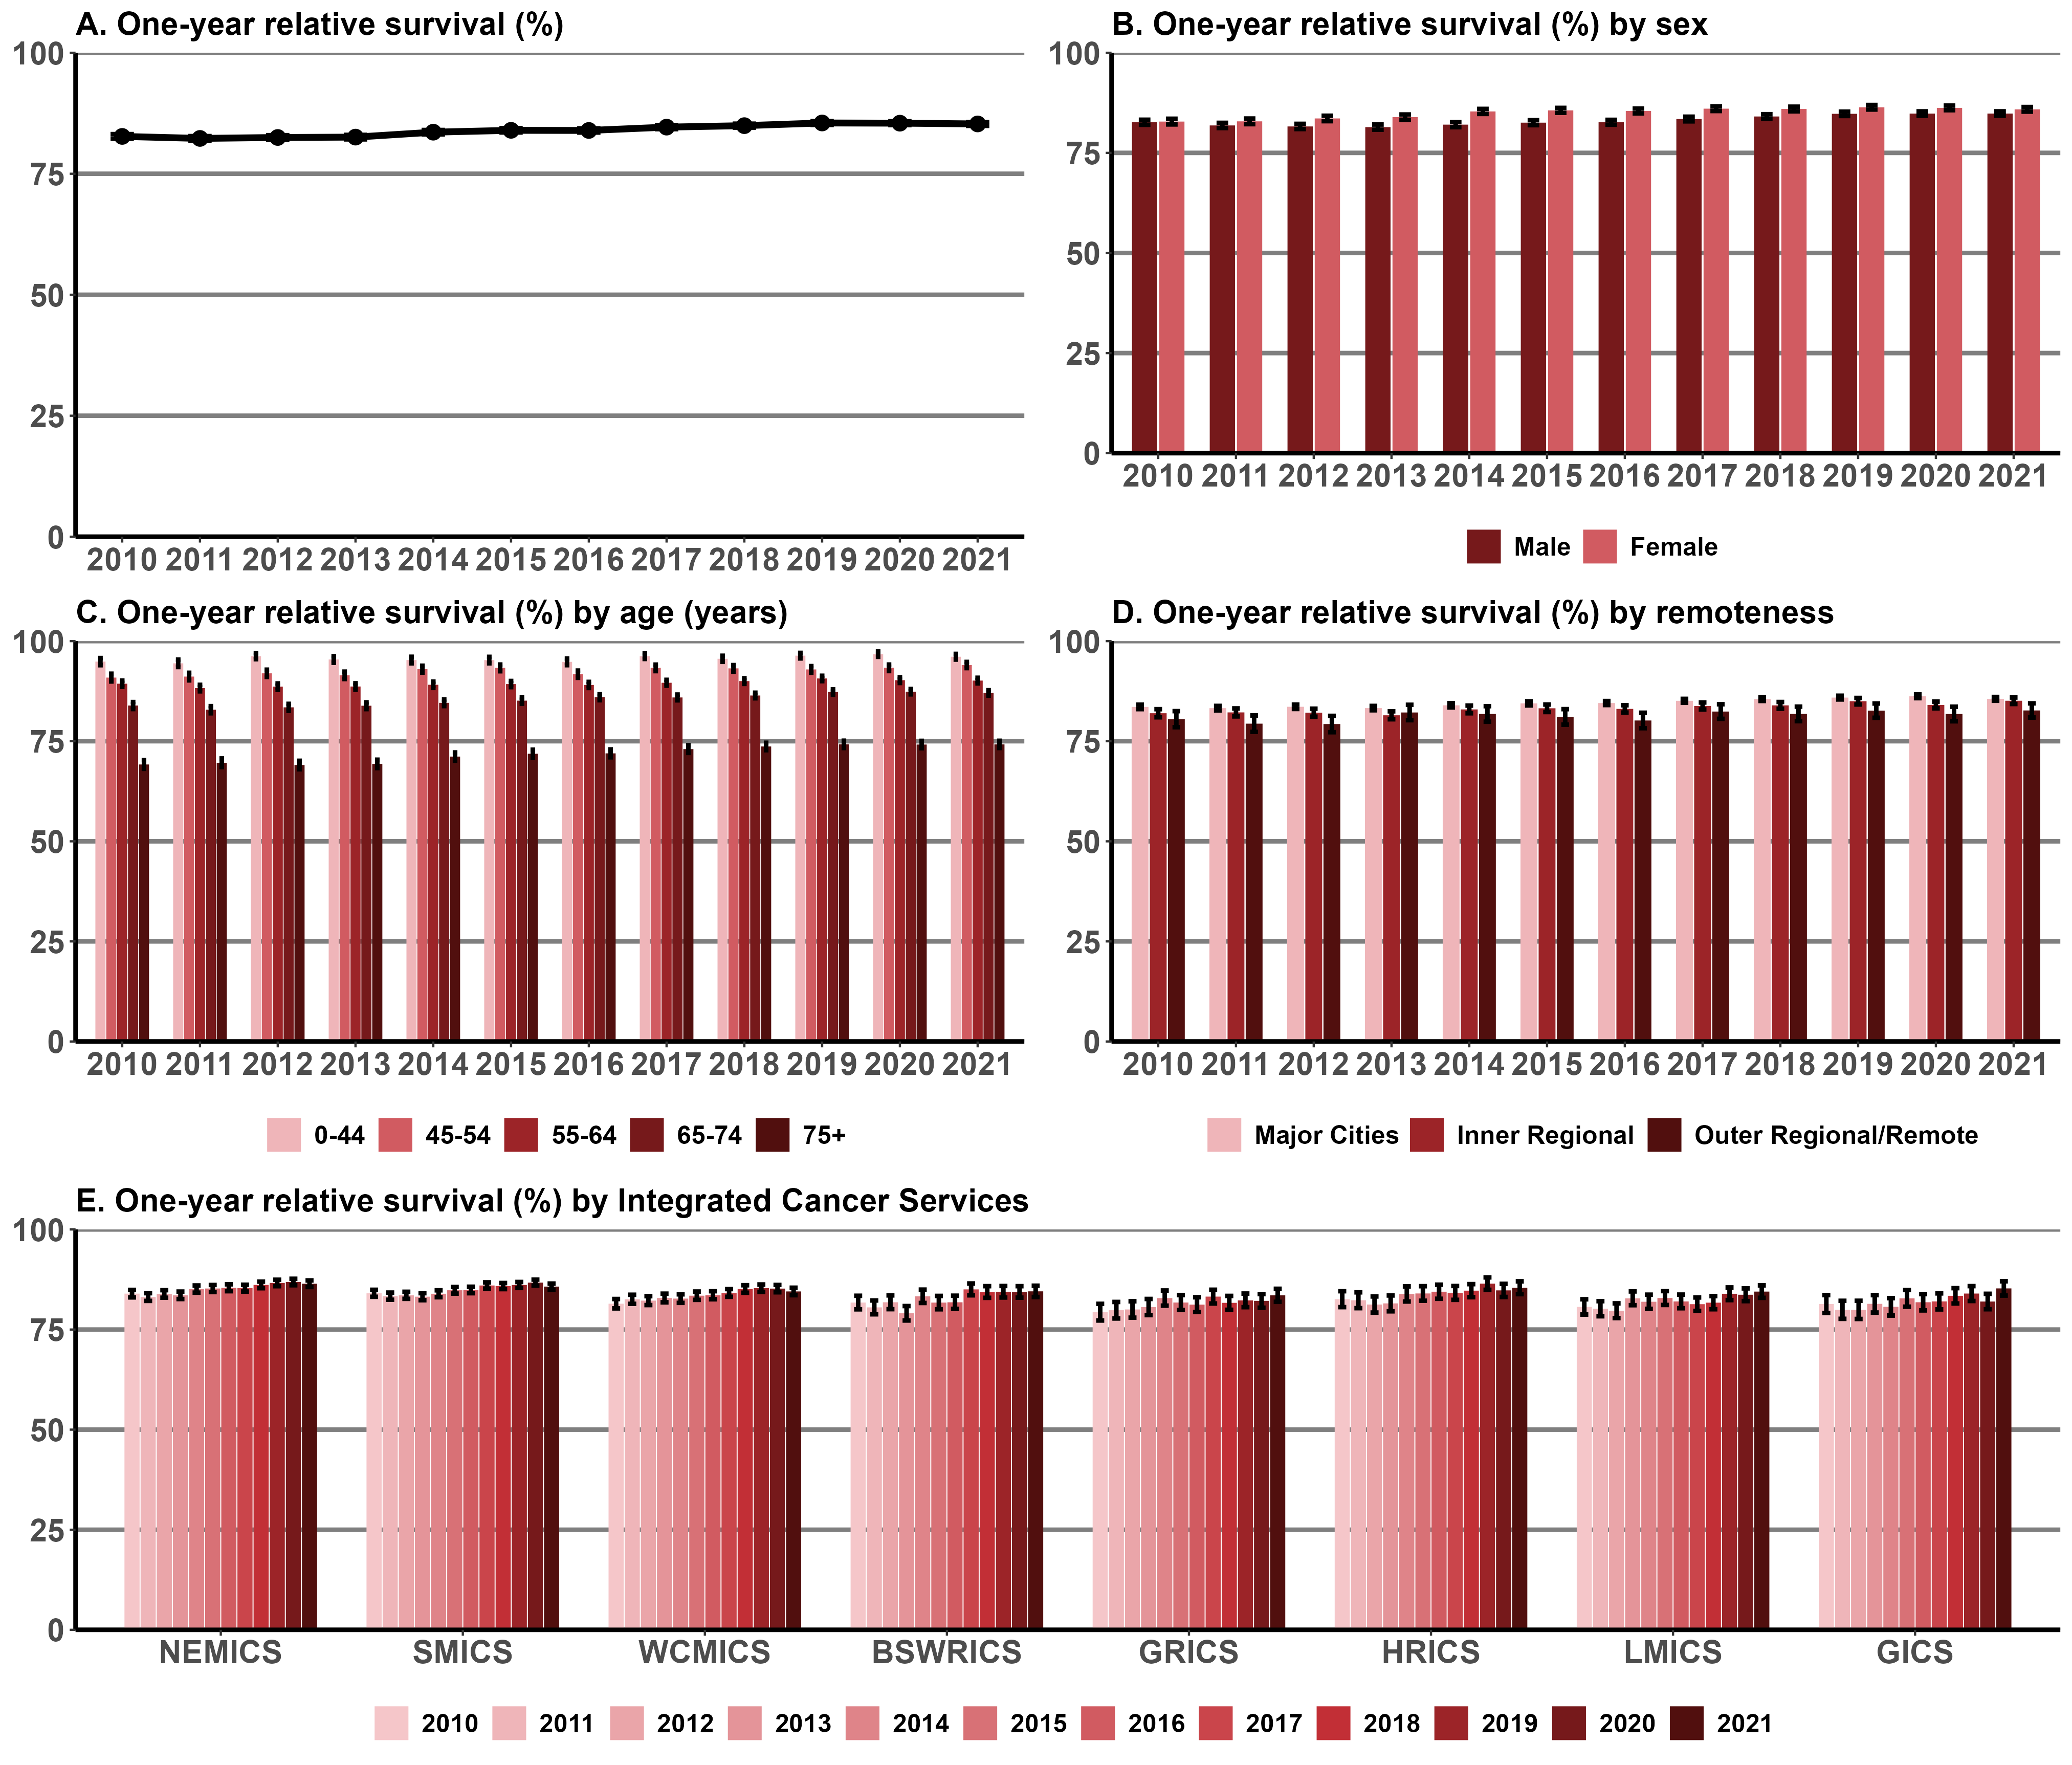 A. One-year relative survival (%)
100
75
50
25
0
2010 2011 2012 2013 2014 2015 2016 2017 2018 2019 2020 2021
B. One-year relative survival (%) by sex
100
75
50
25
0
2010 2011 2012 2013 2014 2015 2016 2017 2018 2019 2020 2021
Male Female
C. One-year relative survival (%) by age (years)
100
75
50
25
0
2010 2011 2012 2013 2014 2015 2016 2017 2018 2019 2020 2021
0-44 45-54 55-64 65-74 75+
D. One-year relative survival (%) by remoteness
100
75
50
25
0
2010 2011 2012 2013 2014 2015 2016 2017 2018 2019 2020 2021
Major Cities Inner Regional Outer Regional/Remote
E. One-year relative survival (%) by Integrated Cancer Services
100
75
50
25
0
NEMICS SMICS WCMICS BSWRICS GRICS HRICS LMICS GICS
2010 2011 2012 2013 2014 2015 2016 2017 2018 2019 2020 2021